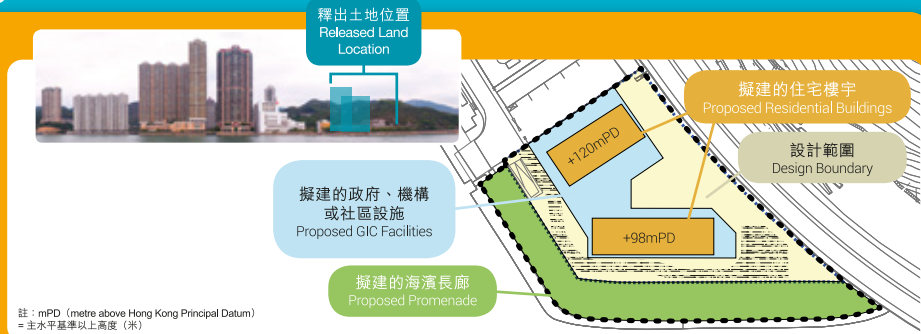 釋出土地位置
Released Land
Location
擬建的住宅樓宇
Proposed Residential Buildings
+120mPD
設計範圍
Design Boundary
擬建的政府、機構
或社區設施
Proposed GIC Facilities
+98mPD
擬建的海濱長廊
Proposed Promenade
註：mPD（metre above Hong Kong Principal Datum）
= 主水平基準以上高度（米）